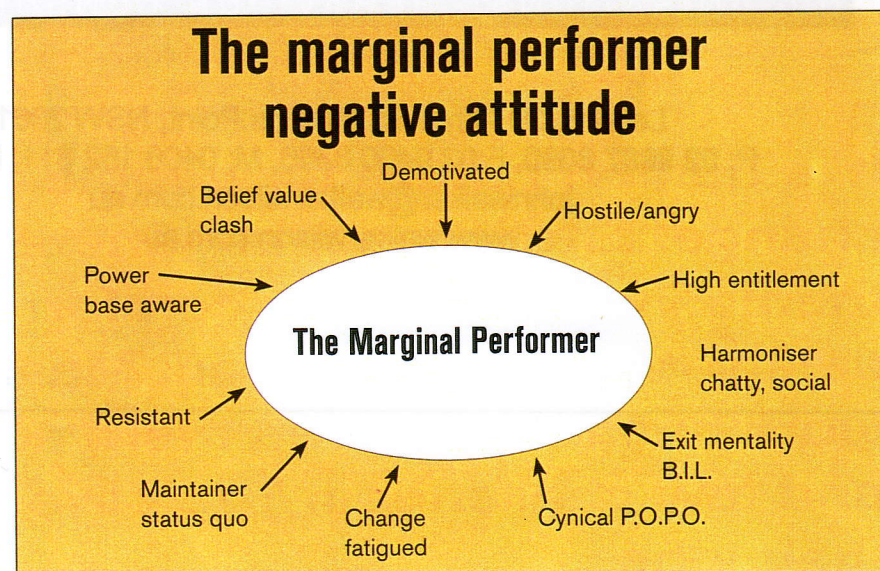 The marginal performer
negative attitude
Demotivated
Belief value
clash
Hostile/angry
Power
base aware
High entitlement
The Marginal Performer
Harmoniser
chatty, social
Resistant
Exit mentality
B.I.L.
Maintainer
status quo
Change
fatigued
Cynical P.O.P.O.